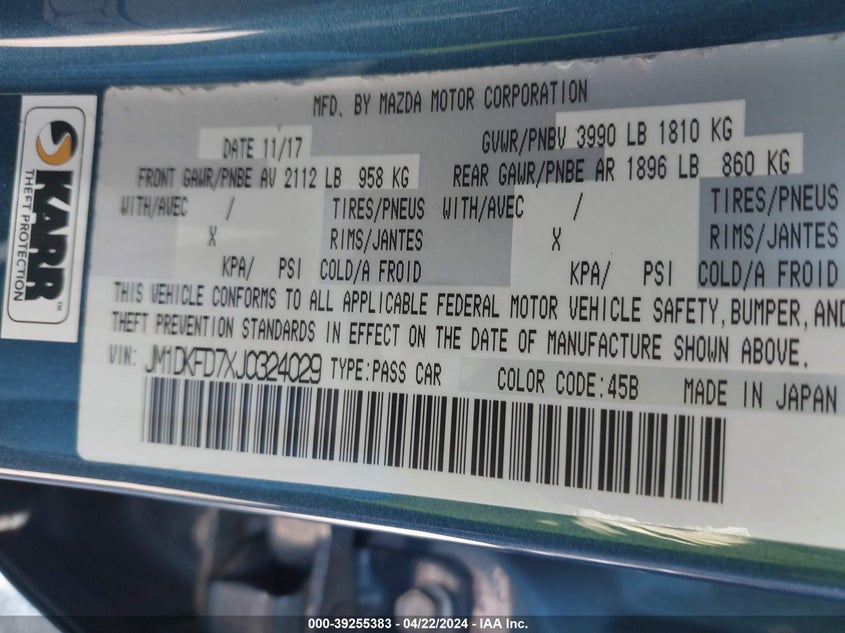 KARR™
THEFT PROTECTION
MFD. BY MAZDA MOTOR CORPORATION
DATE 11/17 GVWR/PNBV 3990 LB 1810 KG
FRONT GAWR/PNBE AV 2112 LB 958 KG REAR GAWR/PNBE AR 1896 LB 860 KG
WITH/AVEC / TIRES/PNEUS WITH/AVEC / TIRES/PNEUS
X RIMS/JANTES X RIMS/JANTES
KPA/ PSI COLD/A FROID KPA/ PSI COLD/A FROID
THIS VEHICLE CONFORMS TO ALL APPLICABLE FEDERAL MOTOR VEHICLE SAFETY, BUMPER, AND
THEFT PREVENTION STANDARDS IN EFFECT ON THE DATE OF MANUFACTURE SHOWN ABOVE.
VIN: JM1DKFD7XJ0324029 TYPE:PASS CAR COLOR CODE:45B MADE IN JAPAN
000-39255383 - 04/22/2024 - IAA Inc.